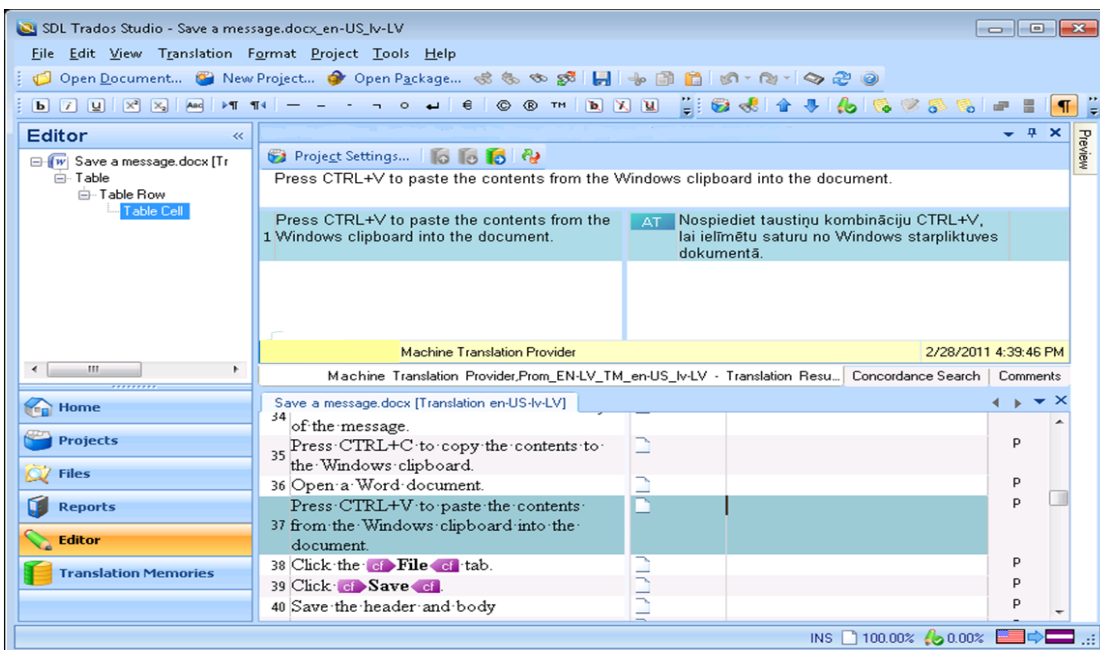 SDL Trados Studio - Save a message.docx_en-US_lv-LV
File Edit View Translation Format Project Tools Help
Open Document... New Project... Open Package...
Editor
Save a message.docx [Tr
Table
Table Row
Table Cell
Preview
Project Settings...
Press CTRL+V to paste the contents from the Windows clipboard into the document.
1 Press CTRL+V to paste the contents from the
Windows clipboard into the document.
AT Nospiediet taustiņu kombināciju CTRL+V,
lai ielīmētu saturu no Windows starpliktuves
dokumentā.
Machine Translation Provider 2/28/2011 4:39:46 PM
Machine Translation Provider,Prom_EN-LV_TM_en-US_lv-LV - Translation Resu... Concordance Search Comments
Home
Projects
Files
Reports
Editor
Translation Memories
Save a message.docx [Translation en-US-lv-LV]
34
of the message.
35 Press CTRL+C to copy the contents to P
the Windows clipboard.
36 Open a Word document. P
Press CTRL+V to paste the contents P
37 from the Windows clipboard into the
document.
38 Click the cf File cf tab. P
39 Click cf Save cf. P
40 Save the header and body P
INS 100.00% 0.00%